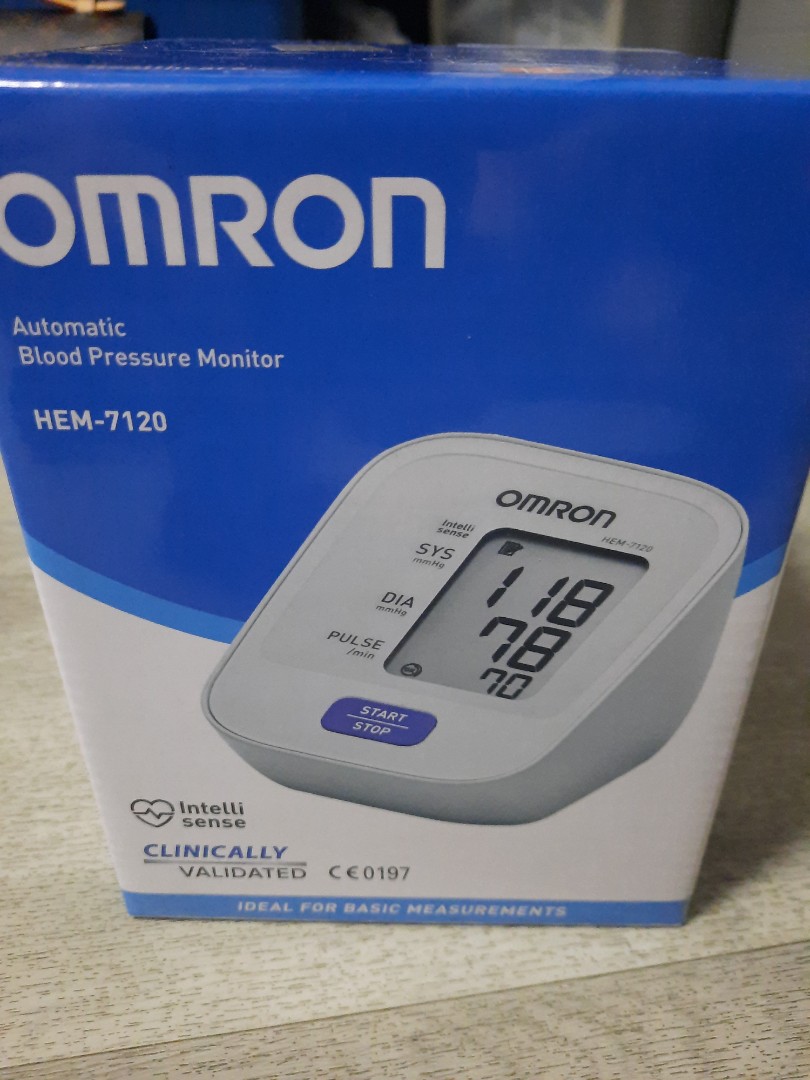 OMRON
Automatic
Blood Pressure Monitor
HEM-7120
OMRON
HEM-7120
Intelli
sense
SYS
mmHg
118
DIA
mmHg
78
PULSE
/min
70
START
STOP
Intelli
sense
CLINICALLY
VALIDATED CE0197
IDEAL FOR BASIC MEASUREMENTS